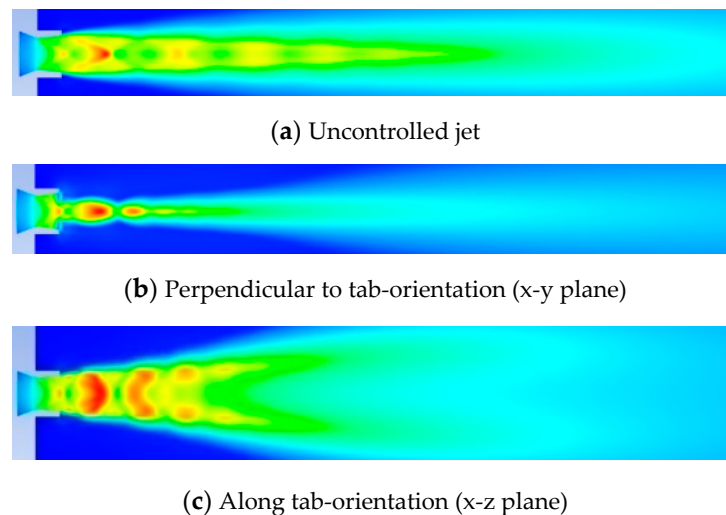 (a) Uncontrolled jet
(b) Perpendicular to tab-orientation (x-y plane)
(c) Along tab-orientation (x-z plane)